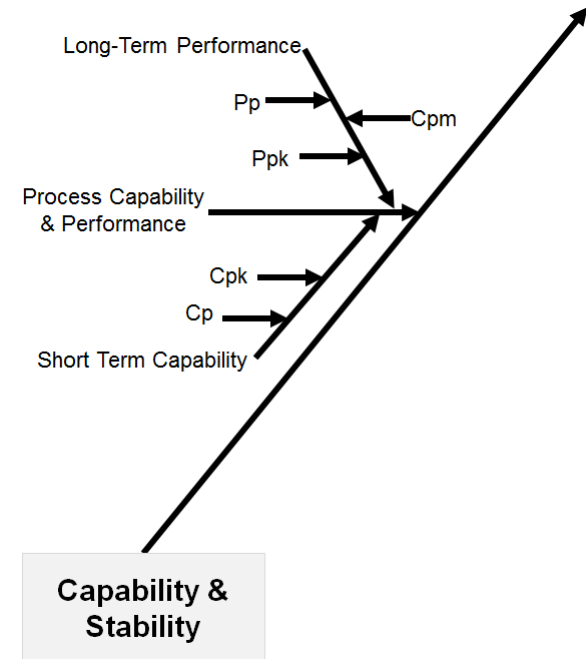 Long-Term Performance
Pp
Cpm
Ppk
Process Capability
& Performance
Cpk
Cp
Short Term Capability
Capability &
Stability